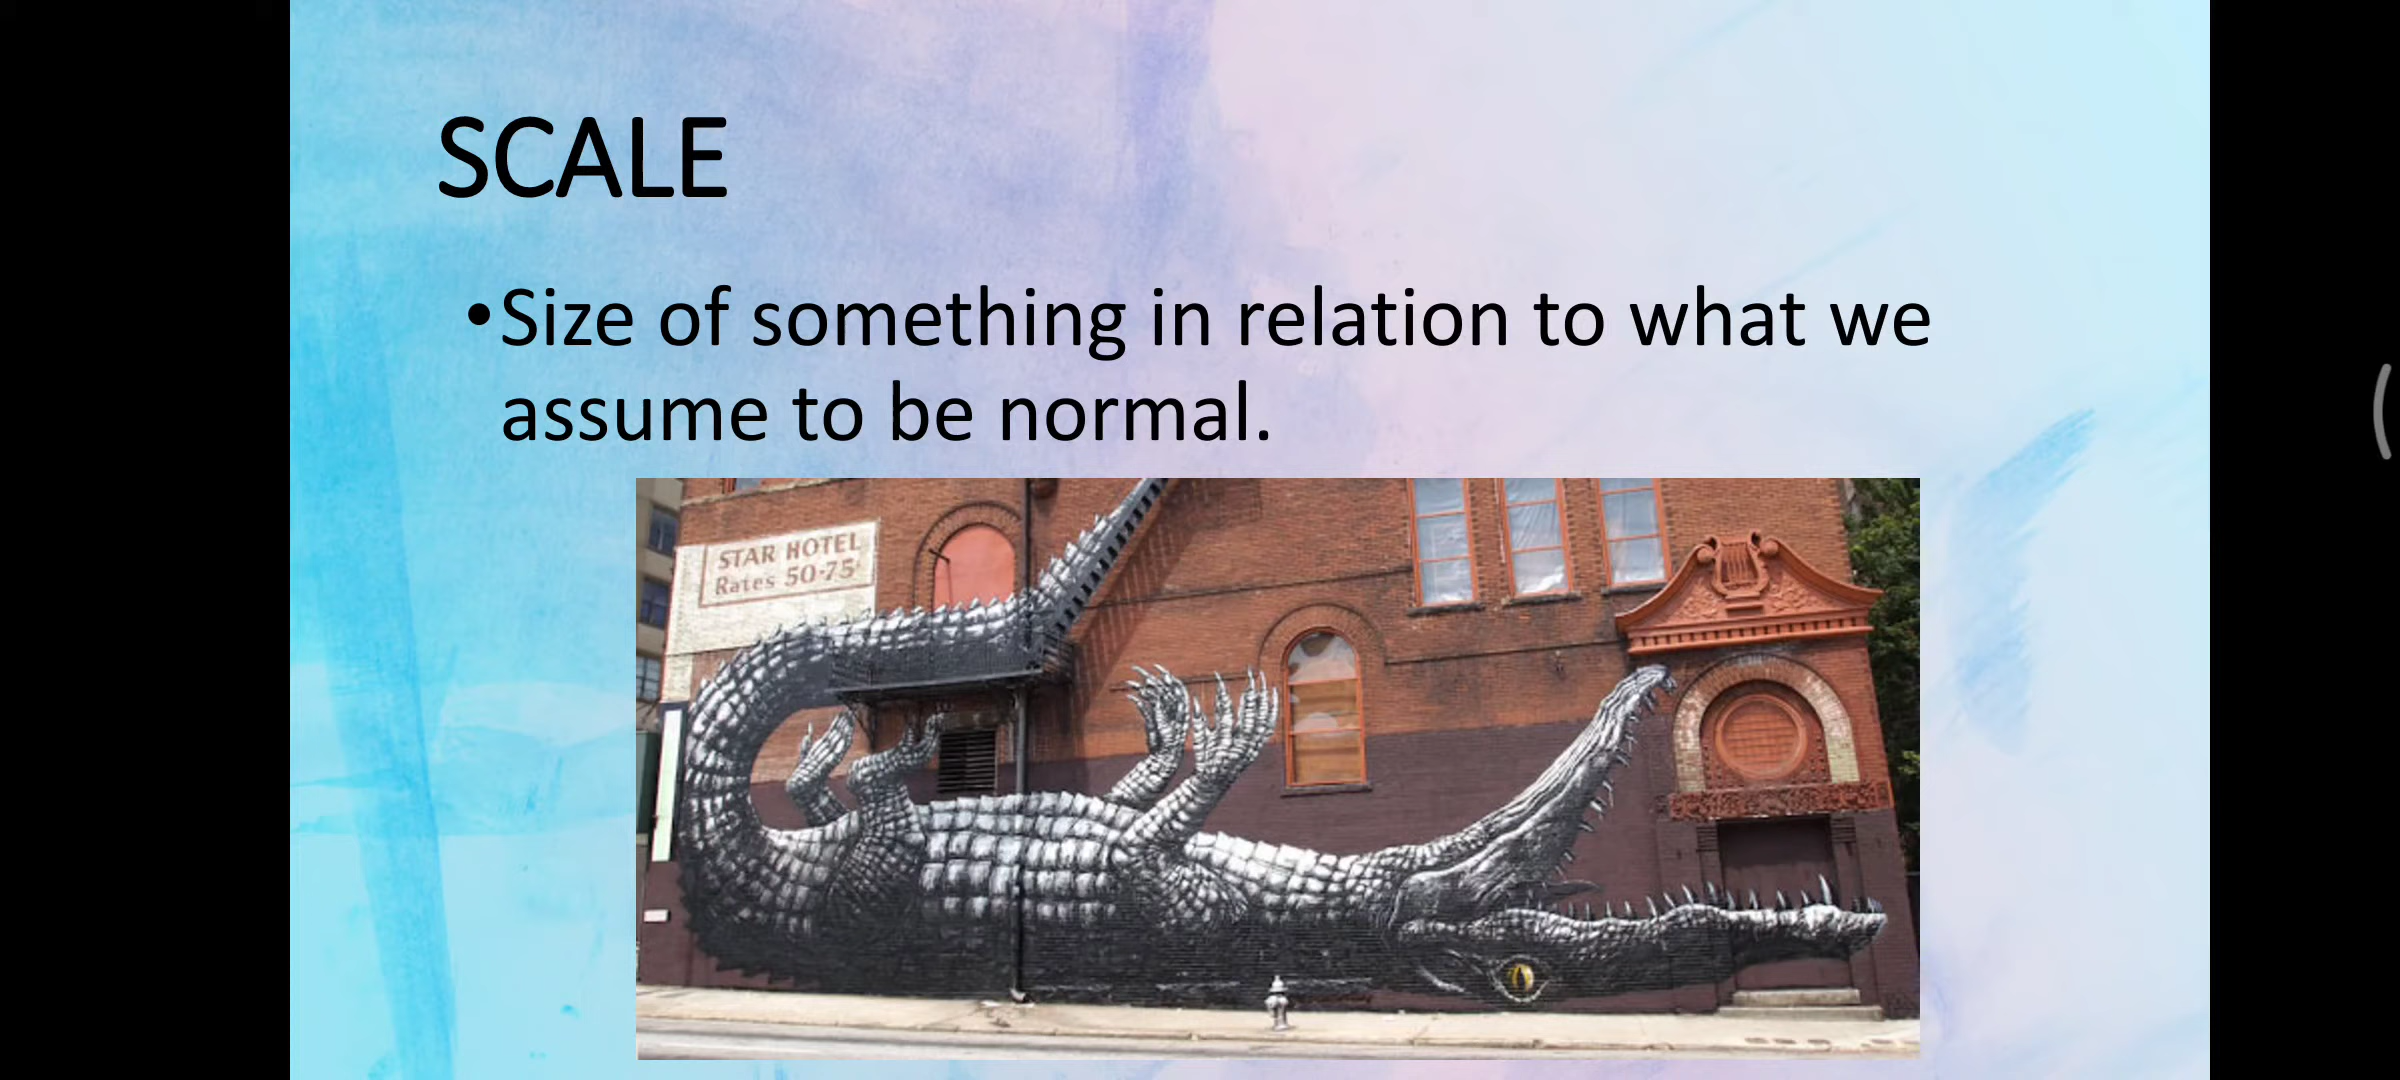 SCALE
•Size of something in relation to what we
assume to be normal.
STAR HOTEL
Rates 50-75¢